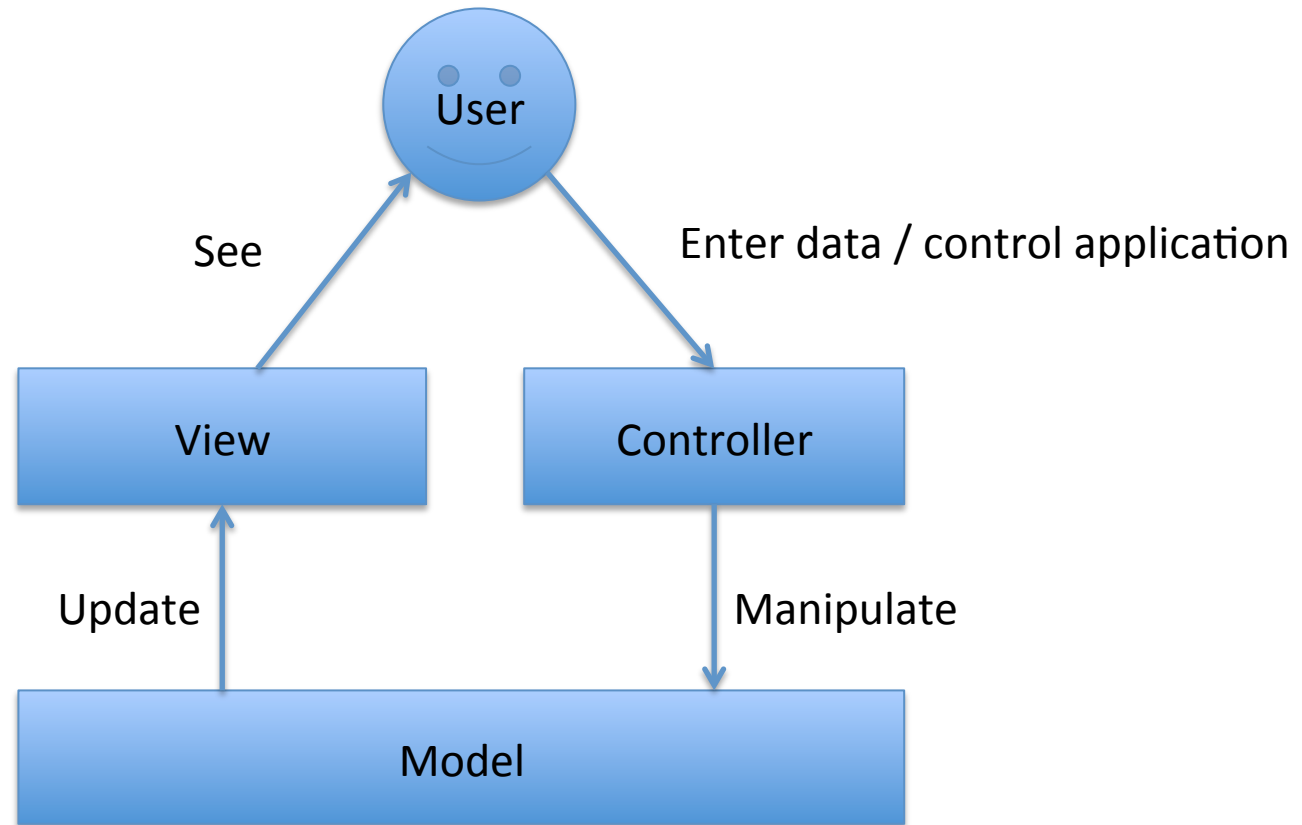 User
See
Enter data / control application
View
Controller
Update
Manipulate
Model